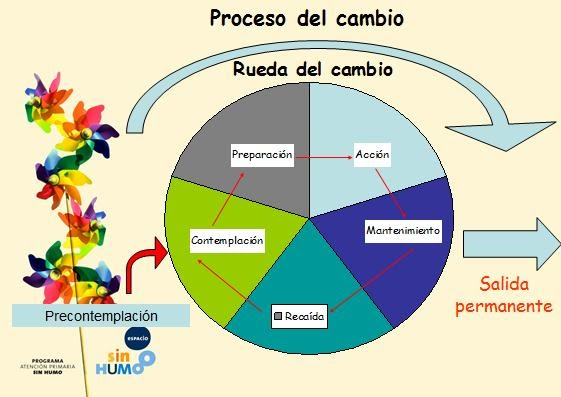 Proceso del cambio
Rueda del cambio
Preparación
Acción
Contemplación
Mantenimiento
Recaída
Precontemplación
Salida
permanente
PROGRAMA
ATENCIÓN PRIMARIA
SIN HUMO
ESPACIO
sin
HUMO